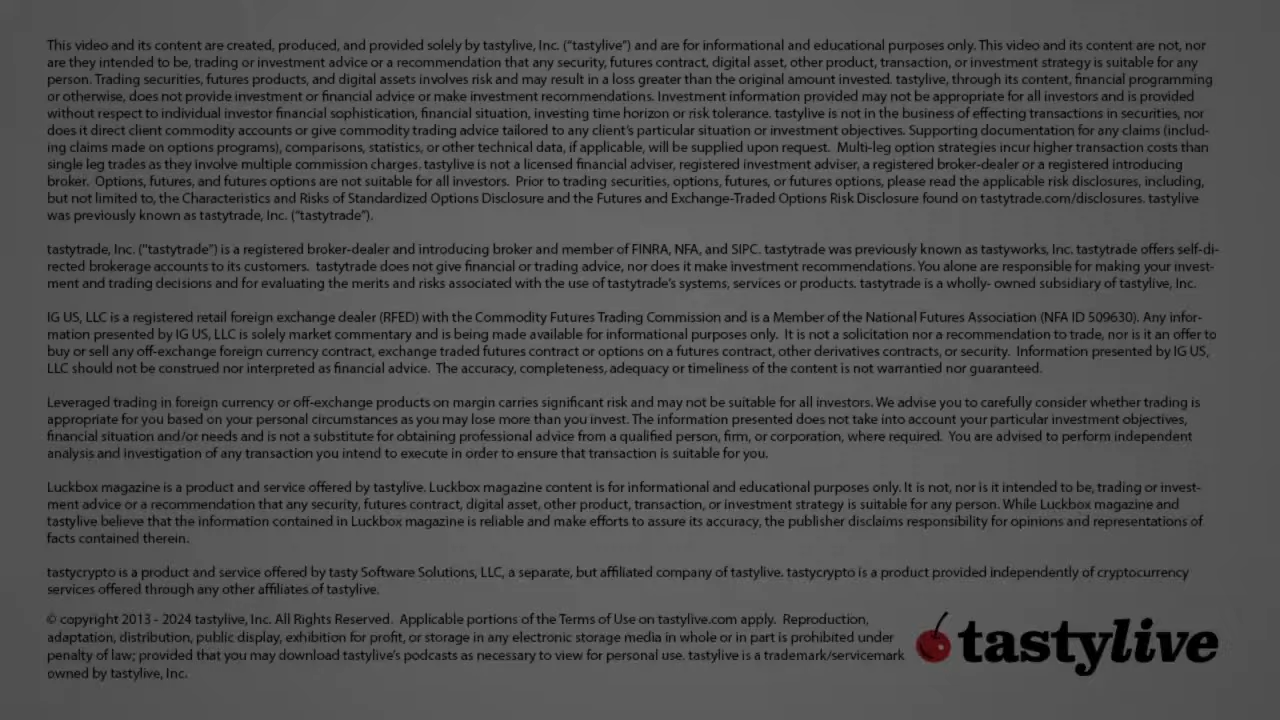 This video and its content are created, produced, and provided solely by tastylive, Inc. (“tastylive”) and are for informational and educational purposes only. This video and its content are not, nor
are they intended to be, trading or investment advice or a recommendation that any security, futures contract, digital asset, other product, transaction, or investment strategy is suitable for any
person. Trading securities, futures products, and digital assets involves risk and may result in a loss greater than the original amount invested. tastylive, through its content, financial programming
or otherwise, does not provide investment or financial advice or make investment recommendations. Investment information provided may not be appropriate for all investors and is provided
without respect to individual investor financial sophistication, financial situation, investing time horizon or risk tolerance. tastylive is not in the business of effecting transactions in securities, nor
does it direct client commodity accounts or give commodity trading advice tailored to any client’s particular situation or investment objectives. Supporting documentation for any claims (includ-
ing claims made on options programs), comparisons, statistics, or other technical data, if applicable, will be supplied upon request.  Multi-leg option strategies incur higher transaction costs than
single leg trades as they involve multiple commission charges. tastylive is not a licensed financial adviser, registered investment adviser, a registered broker-dealer or a registered introducing
broker.  Options, futures, and futures options are not suitable for all investors.  Prior to trading securities, options, futures, or futures options, please read the applicable risk disclosures, including,
but not limited to, the Characteristics and Risks of Standardized Options Disclosure and the Futures and Exchange-Traded Options Risk Disclosure found on tastytrade.com/disclosures. tastylive
was previously known as tastytrade, Inc. (“tastytrade”).
tastytrade, Inc. (“tastytrade”) is a registered broker-dealer and introducing broker and member of FINRA, NFA, and SIPC. tastytrade was previously known as tastyworks, Inc. tastytrade offers self-di-
rected brokerage accounts to its customers.  tastytrade does not give financial or trading advice, nor does it make investment recommendations. You alone are responsible for making your invest-
ment and trading decisions and for evaluating the merits and risks associated with the use of tastytrade’s systems, services or products. tastytrade is a wholly- owned subsidiary of tastylive, Inc.
IG US, LLC is a registered retail foreign exchange dealer (RFED) with the Commodity Futures Trading Commission and is a Member of the National Futures Association (NFA ID 509630). Any infor-
mation presented by IG US, LLC is solely market commentary and is being made available for informational purposes only.  It is not a solicitation nor a recommendation to trade, nor is it an offer to
buy or sell any off-exchange foreign currency contract, exchange traded futures contract or options on a futures contract, other derivatives contracts, or security.  Information presented by IG US,
LLC should not be construed nor interpreted as financial advice.  The accuracy, completeness, adequacy or timeliness of the content is not warrantied nor guaranteed.
Leveraged trading in foreign currency or off-exchange products on margin carries significant risk and may not be suitable for all investors. We advise you to carefully consider whether trading is
appropriate for you based on your personal circumstances as you may lose more than you invest. The information presented does not take into account your particular investment objectives,
financial situation and/or needs and is not a substitute for obtaining professional advice from a qualified person, firm, or corporation, where required.  You are advised to perform independent
analysis and investigation of any transaction you intend to execute in order to ensure that transaction is suitable for you.
Luckbox magazine is a product and service offered by tastylive. Luckbox magazine content is for informational and educational purposes only. It is not, nor is it intended to be, trading or invest-
ment advice or a recommendation that any security, futures contract, digital asset, other product, transaction, or investment strategy is suitable for any person. While Luckbox magazine and
tastylive believe that the information contained in Luckbox magazine is reliable and make efforts to assure its accuracy, the publisher disclaims responsibility for opinions and representations of
facts contained therein.
tastycrypto is a product and service offered by tasty Software Solutions, LLC, a separate, but affiliated company of tastylive. tastycrypto is a product provided independently of cryptocurrency
services offered through any other affiliates of tastylive.
© copyright 2013 - 2024 tastylive, Inc. All Rights Reserved.  Applicable portions of the Terms of Use on tastylive.com apply.  Reproduction,
adaptation, distribution, public display, exhibition for profit, or storage in any electronic storage media in whole or in part is prohibited under
penalty of law; provided that you may download tastylive’s podcasts as necessary to view for personal use. tastylive is a trademark/servicemark
owned by tastylive, Inc.
tastylive